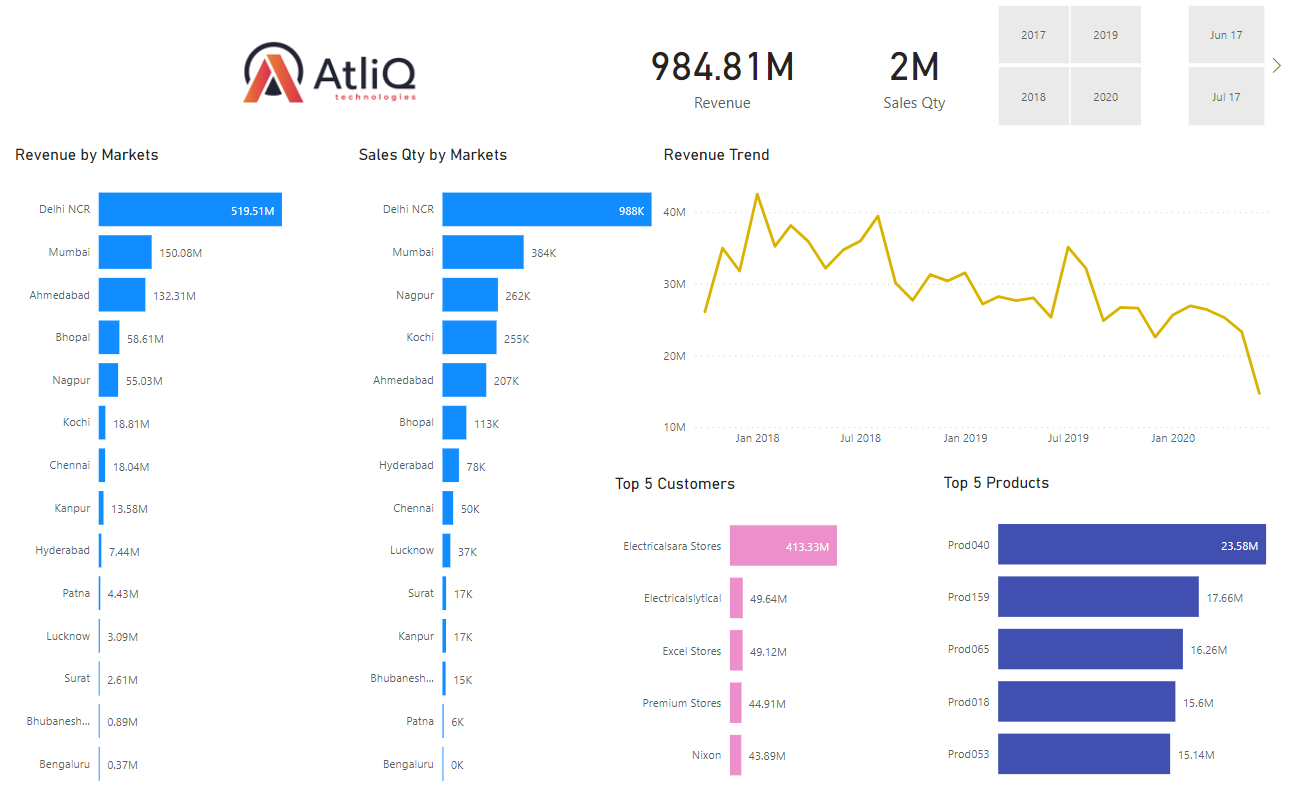 AtliQ
technologies
984.81M
Revenue
2M
Sales Qty
2017
2019
2018
2020
Jun 17
Jul 17
Revenue by Markets
Delhi NCR 519.51M
Mumbai 150.08M
Ahmedabad 132.31M
Bhopal 58.61M
Nagpur 55.03M
Kochi 18.81M
Chennai 18.04M
Kanpur 13.58M
Hyderabad 7.44M
Patna 4.43M
Lucknow 3.09M
Surat 2.61M
Bhubanesh... 0.89M
Bengaluru 0.37M
Sales Qty by Markets
Delhi NCR 988K
Mumbai 384K
Nagpur 262K
Kochi 255K
Ahmedabad 207K
Bhopal 113K
Hyderabad 78K
Chennai 50K
Lucknow 37K
Surat 17K
Kanpur 17K
Bhubanesh... 15K
Patna 6K
Bengaluru 0K
Revenue Trend
40M
30M
20M
10M
Jan 2018 Jul 2018 Jan 2019 Jul 2019 Jan 2020
Top 5 Customers
Electricalsara Stores 413.33M
Electricalslytical 49.64M
Excel Stores 49.12M
Premium Stores 44.91M
Nixon 43.89M
Top 5 Products
Prod040 23.58M
Prod159 17.66M
Prod065 16.26M
Prod018 15.6M
Prod053 15.14M